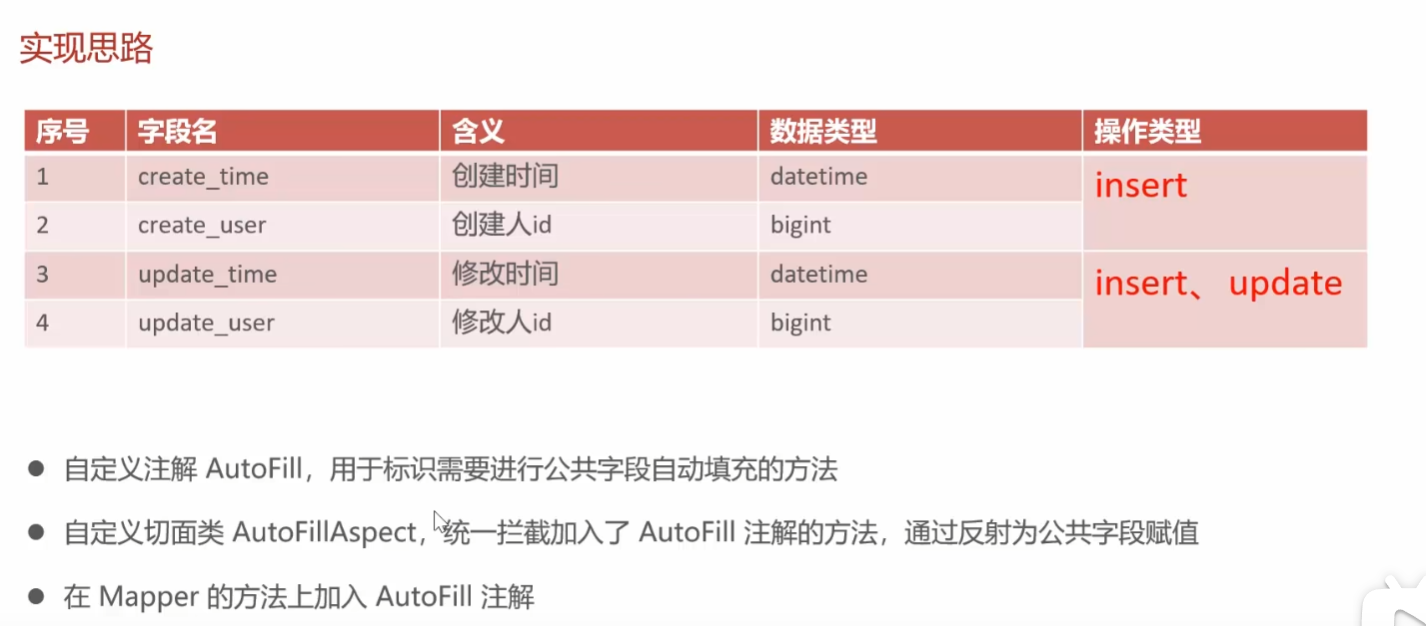 实现思路
序号 字段名 含义 数据类型 操作类型
1 create_time 创建时间 datetime insert
2 create_user 创建人id bigint
3 update_time 修改时间 datetime insert、 update
4 update_user 修改人id bigint
● 自定义注解 AutoFill，用于标识需要进行公共字段自动填充的方法
● 自定义切面类 AutoFillAspect，统一拦截加入了 AutoFill 注解的方法，通过反射为公共字段赋值
● 在 Mapper 的方法上加入 AutoFill 注解